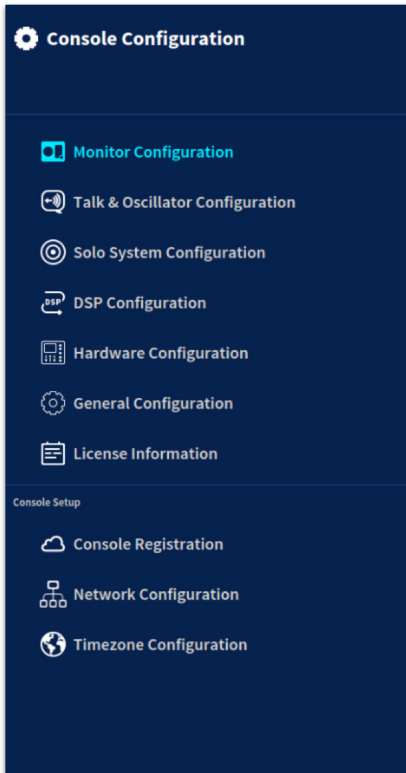 Console Configuration
Monitor Configuration
Talk & Oscillator Configuration
Solo System Configuration
DSP
DSP Configuration
Hardware Configuration
General Configuration
License Information
Console Setup
Console Registration
Network Configuration
Timezone Configuration